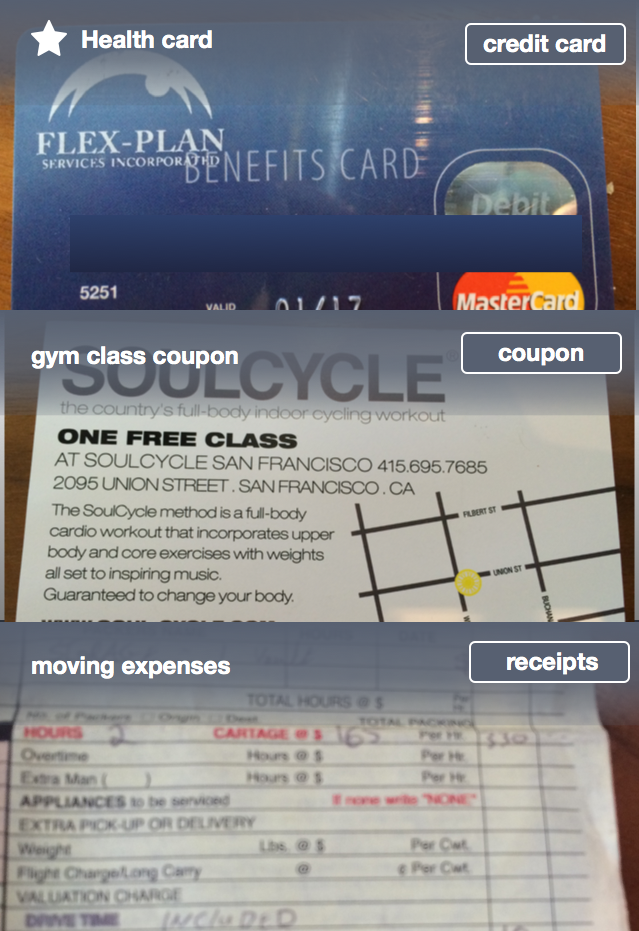 Health card
credit card
FLEX-PLAN
SERVICES INCORPORATED
BENEFITS CARD
Debit
5251
VALID
01/17
MasterCard
gym class coupon
coupon
SOULCYCLE
the country's full-body indoor cycling workout
ONE FREE CLASS
AT SOULCYCLE SAN FRANCISCO 415.695.7685
2095 UNION STREET . SAN FRANCISCO . CA
The SoulCycle method is a full-body
cardio workout that incorporates upper
body and core exercises with weights
all set to inspiring music.
Guaranteed to change your body.
FILBERT ST
UNION ST
moving expenses
receipts
TOTAL HOURS @ $ Per Hr.
No. of Packers Origin Dest. TOTAL PACKING
HOURS 2 CARTAGE @ $ 165 Per Hr. 330
Overtime Hours @ $ Per Hr.
Extra Man ( ) Hours @ $ Per Hr.
APPLIANCES to be serviced If none write "NONE"
EXTRA PICK-UP OR DELIVERY
Weight Lbs. @ $ Per Cwt.
Flight Charge/Long Carry @ ¢ Per Cwt.
VALUATION CHARGE
DRIVE TIME INCLUDED